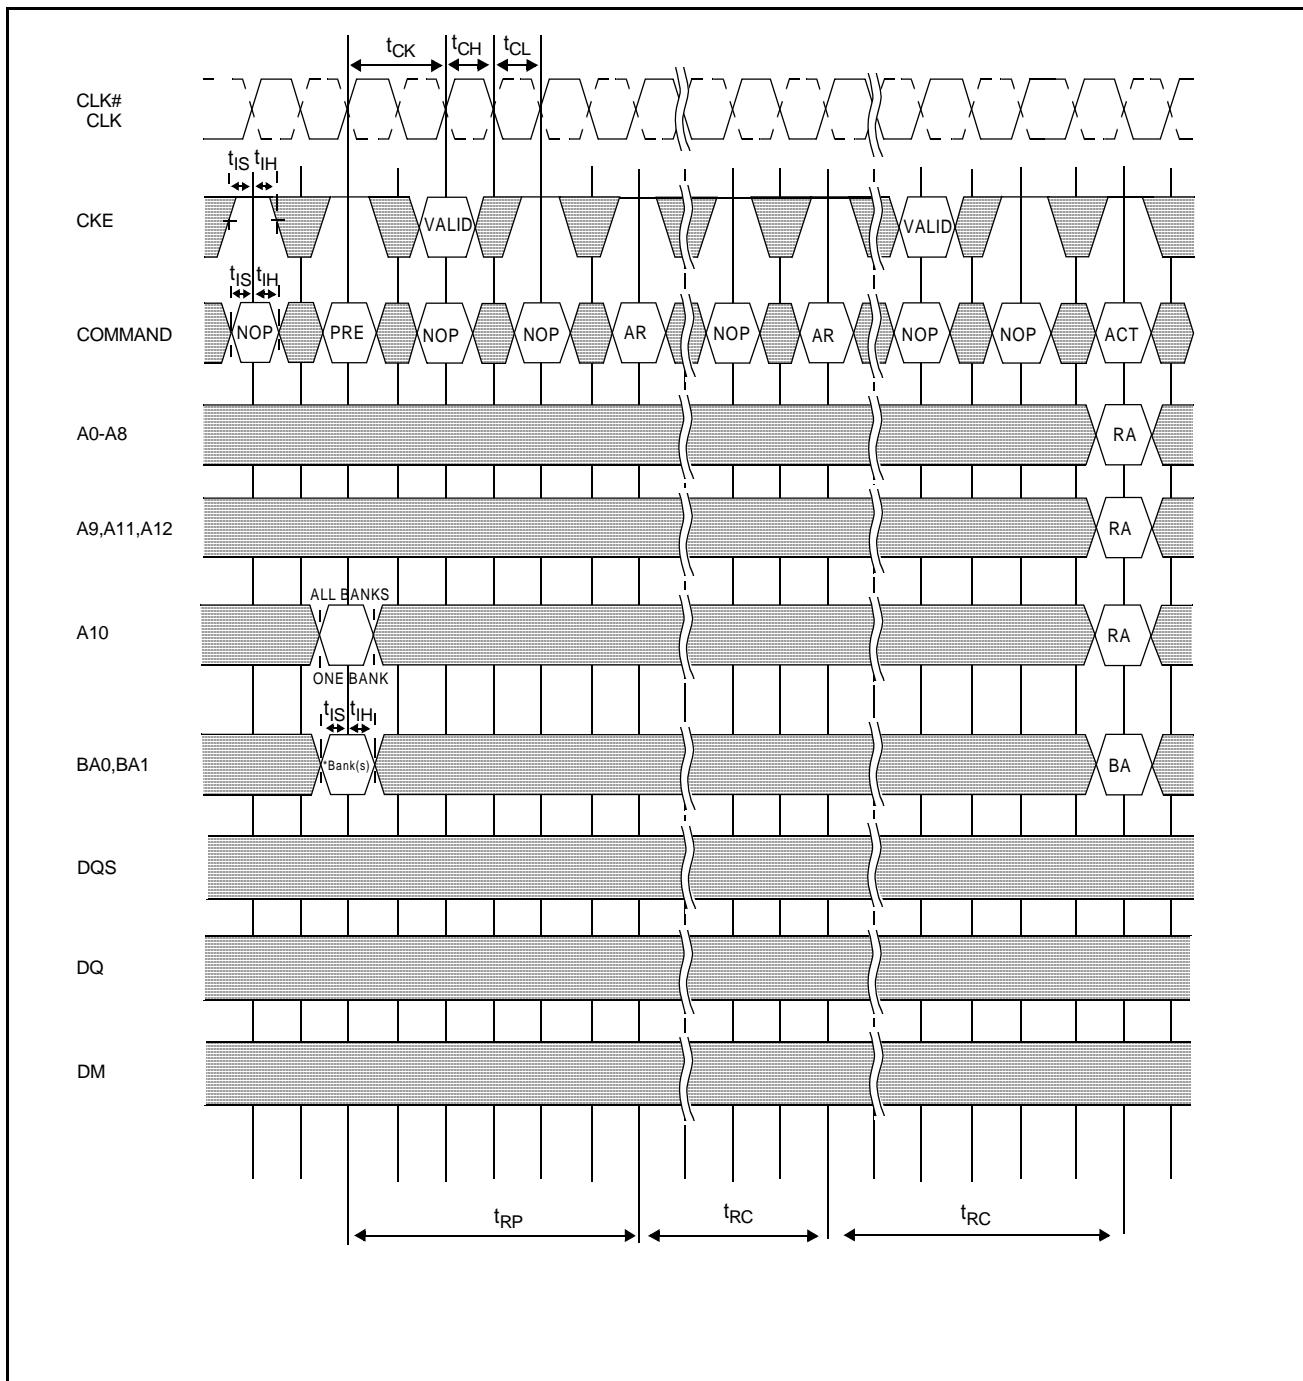 tCK tCH tCL
CLK#
CLK
tIS tIH
CKE VALID VALID
tIS tIH
COMMAND NOP PRE NOP NOP AR NOP AR NOP NOP ACT
A0-A8 RA
A9,A11,A12 RA
ALL BANKS
A10 RA
ONE BANK
tIS tIH
BA0,BA1 *Bank(s) BA
DQS
DQ
DM
tRP tRC tRC